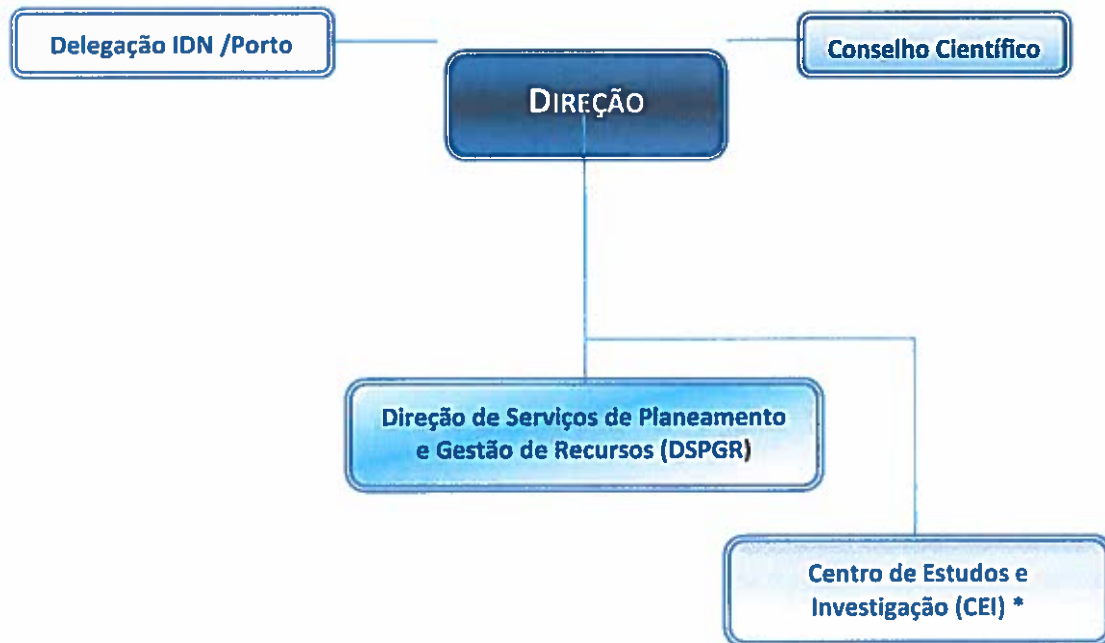 Delegação IDN /Porto
Conselho Científico
DIREÇÃO
Direção de Serviços de Planeamento
e Gestão de Recursos (DSPGR)
Centro de Estudos e
Investigação (CEI) *